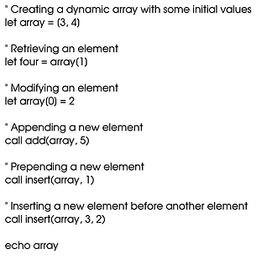 " Creating a dynamic array with some initial values
let array = [3, 4]
" Retrieving an element
let four = array[1]
" Modifying an element
let array[0] = 2
" Appending a new element
call add(array, 5)
" Prepending a new element
call insert(array, 1)
" Inserting a new element before another element
call insert(array, 3, 2)
echo array